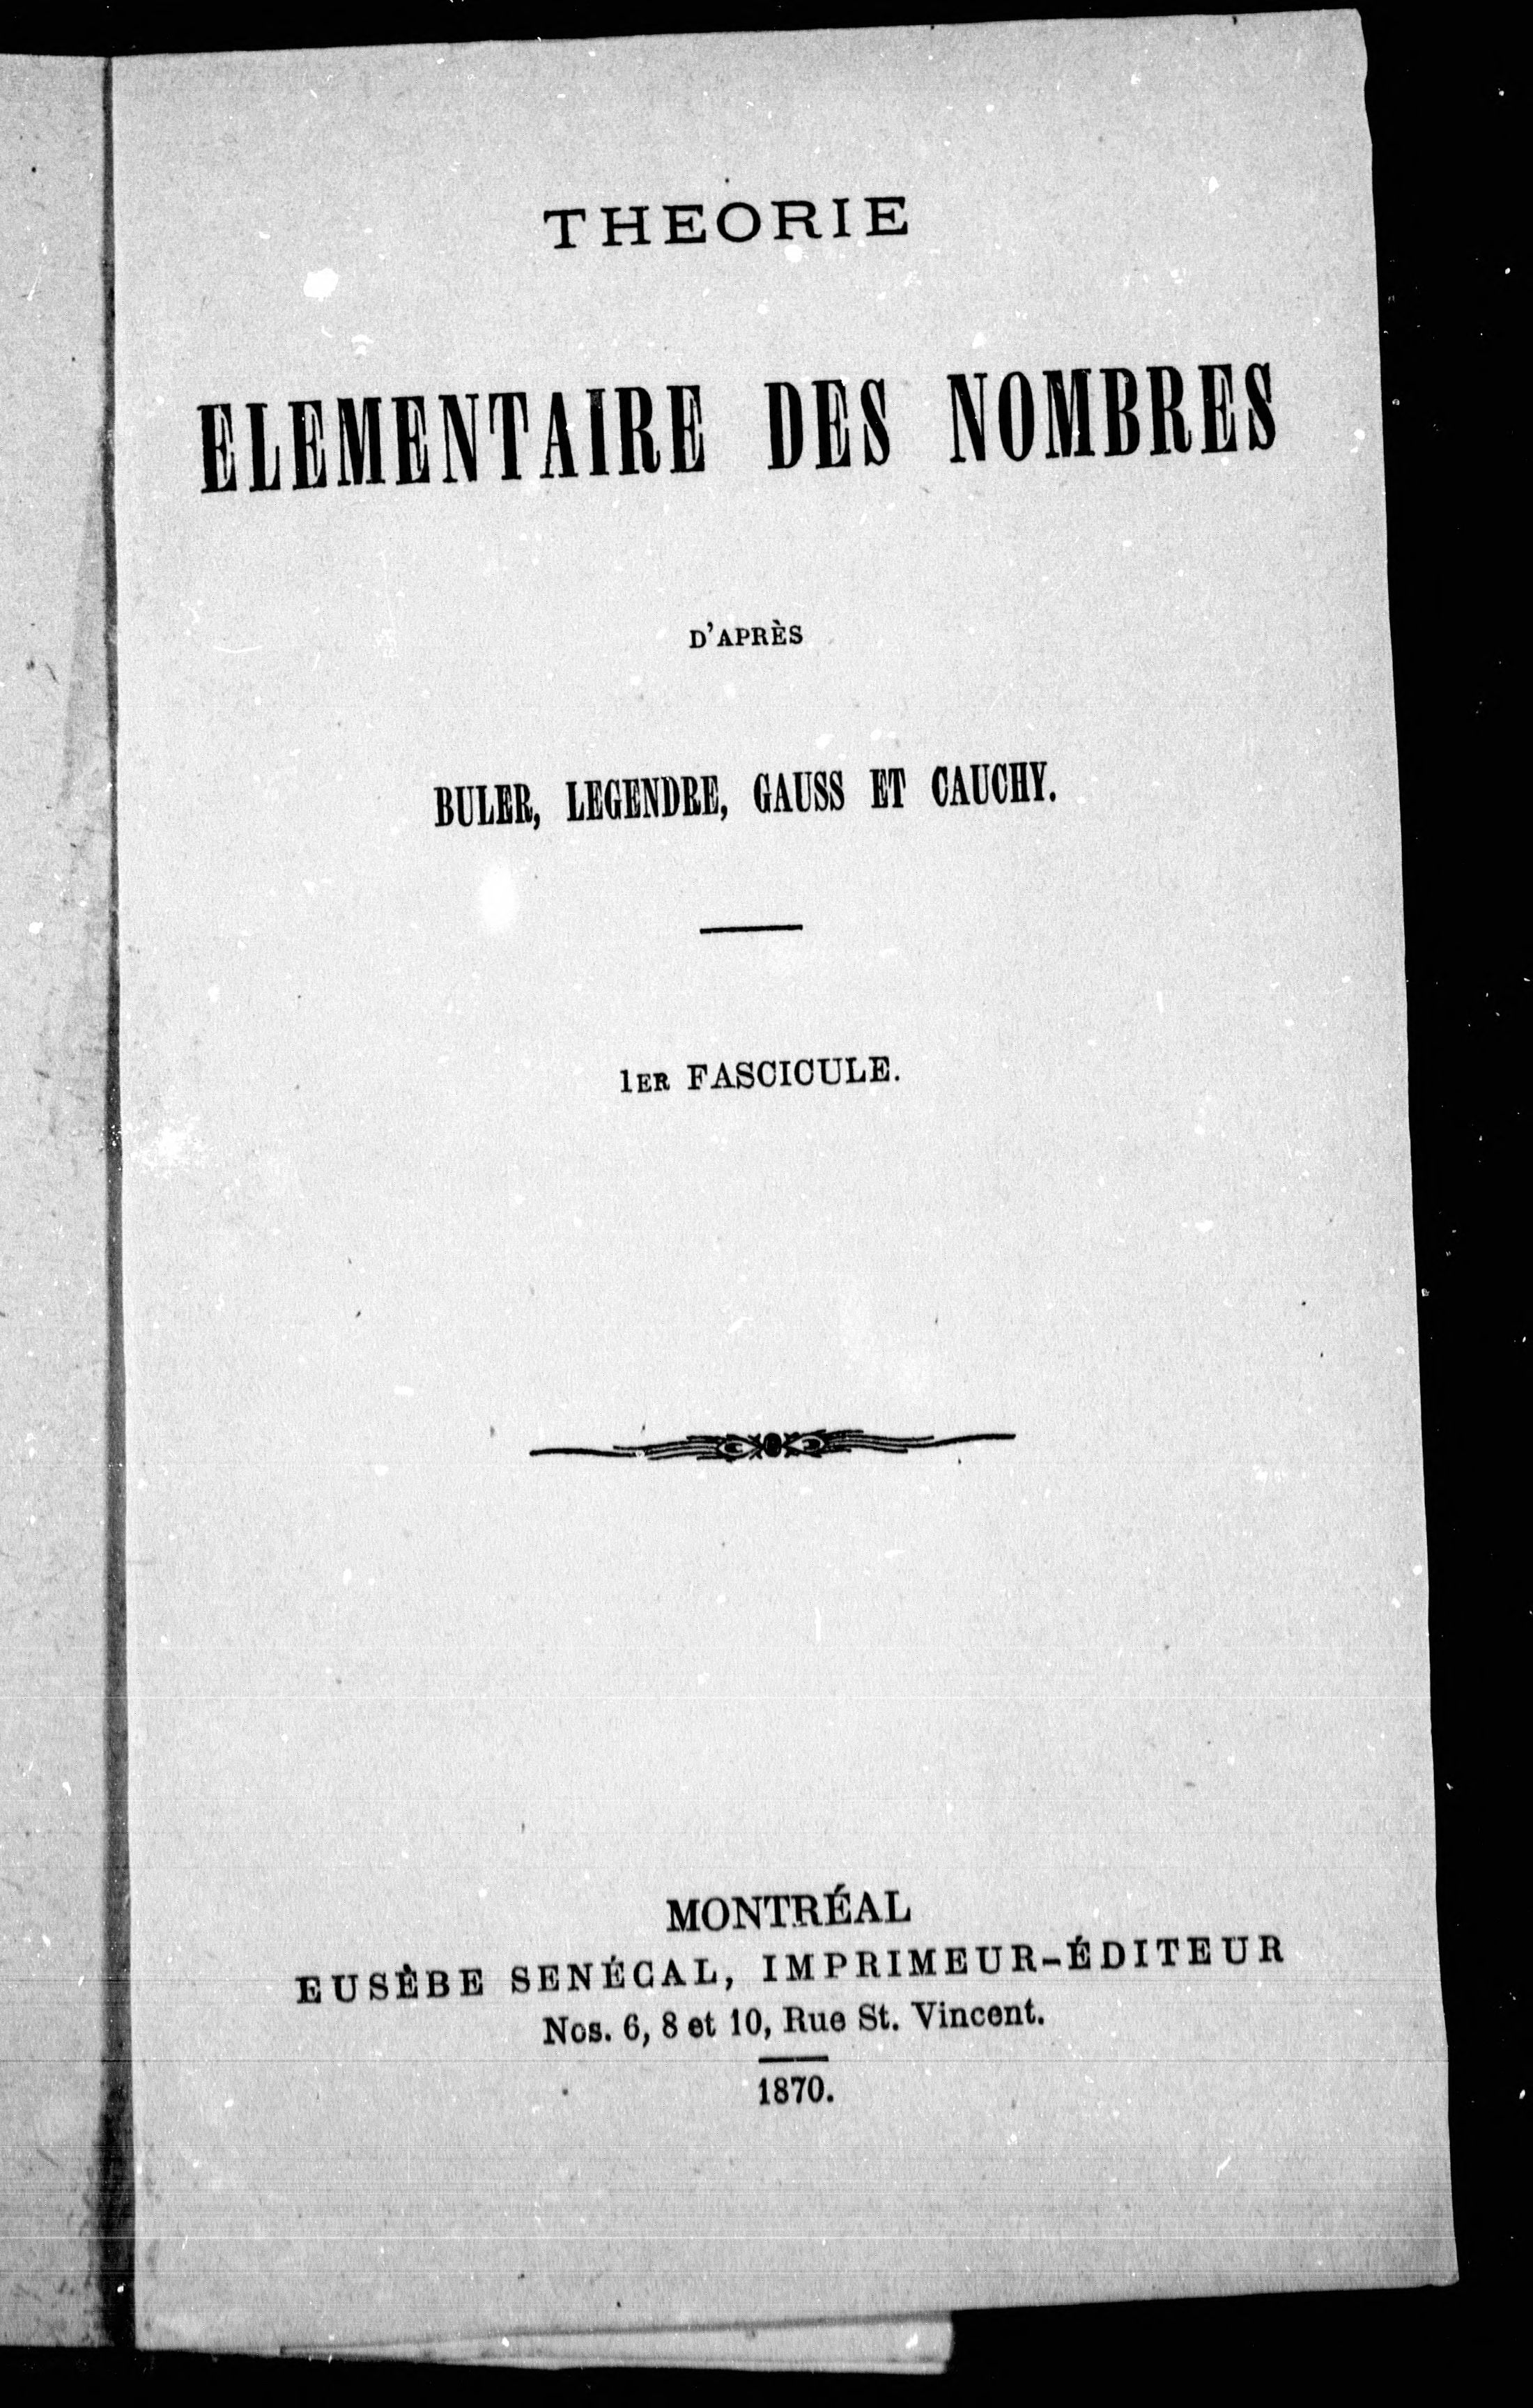 THEORIE
ELEMENTAIRE DES NOMBRES
D'APRÈS
BULER, LEGENDRE, GAUSS ET CAUCHY.
1ER FASCICULE.
MONTRÉAL
EUSÈBE SENÉCAL, IMPRIMEUR-ÉDITEUR
Nos. 6, 8 et 10, Rue St. Vincent.
1870.